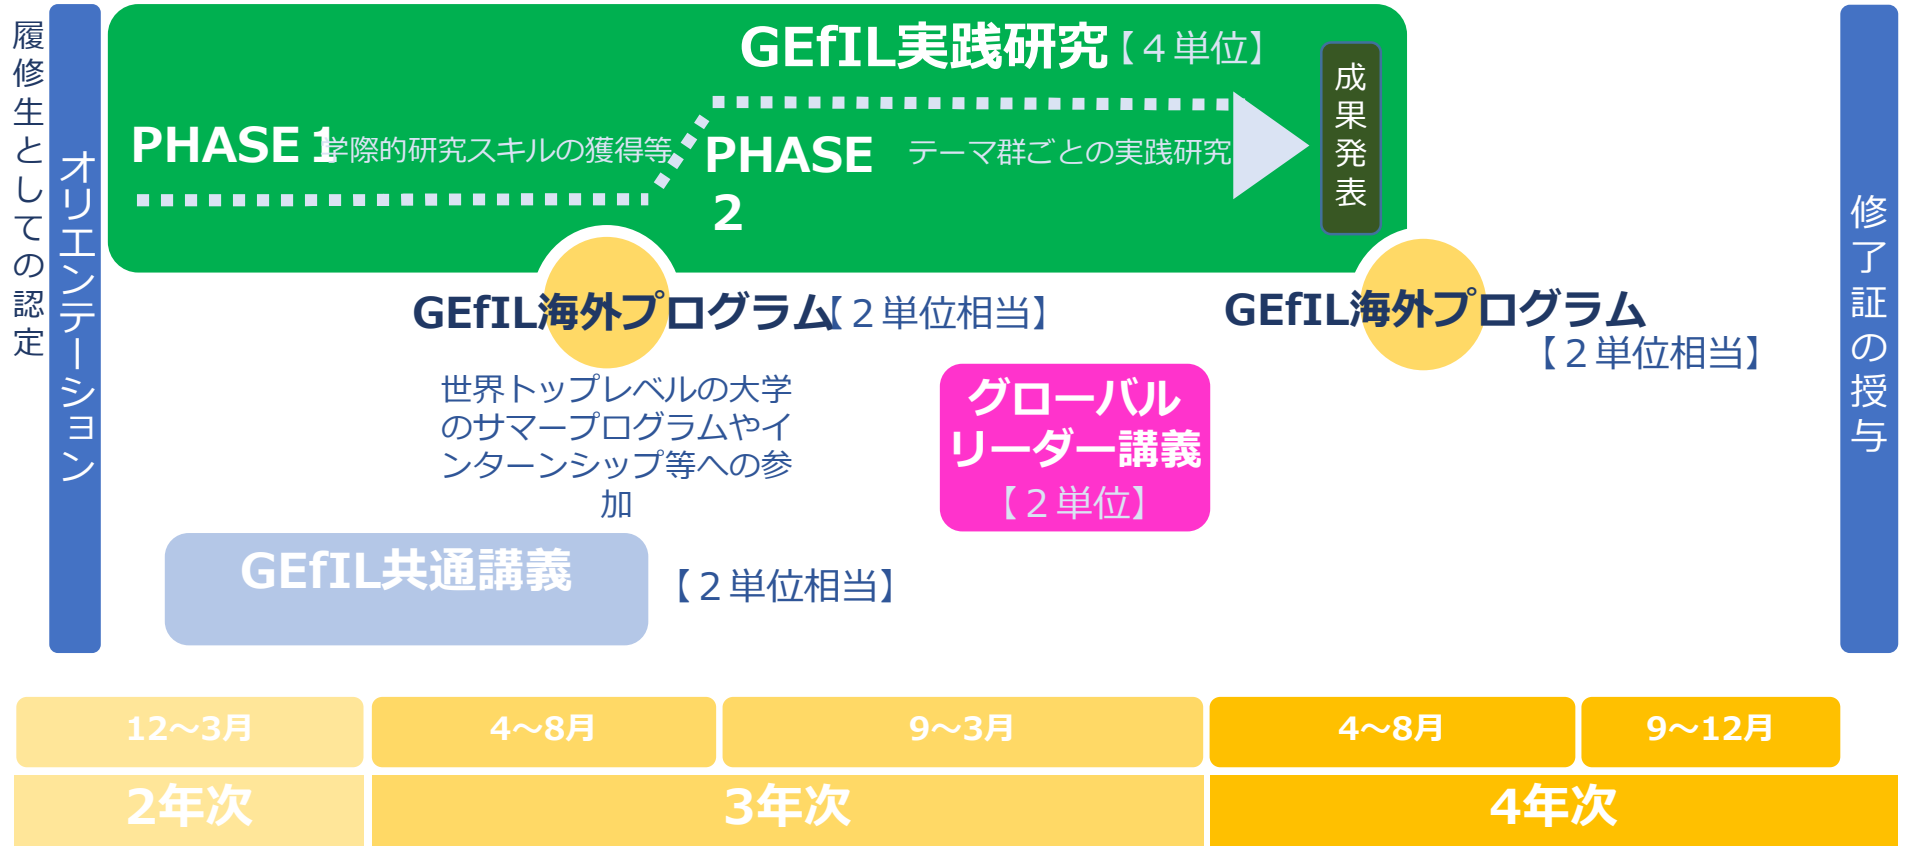 履修生としての認定
オリエンテーション
GEfIL実践研究【４単位】
PHASE１学際的研究スキルの獲得等
PHASE
2
テーマ群ごとの実践研究
成果発表
GEfIL海外プログラム【２単位相当】
世界トップレベルの大学
のサマープログラムやイ
ンターンシップ等への参
加
GEfIL海外プログラム
【２単位相当】
グローバル
リーダー講義
【２単位】
GEfIL共通講義
【２単位相当】
修了証の授与
12～3月
4～8月
9～3月
4～8月
9～12月
2年次
3年次
４年次